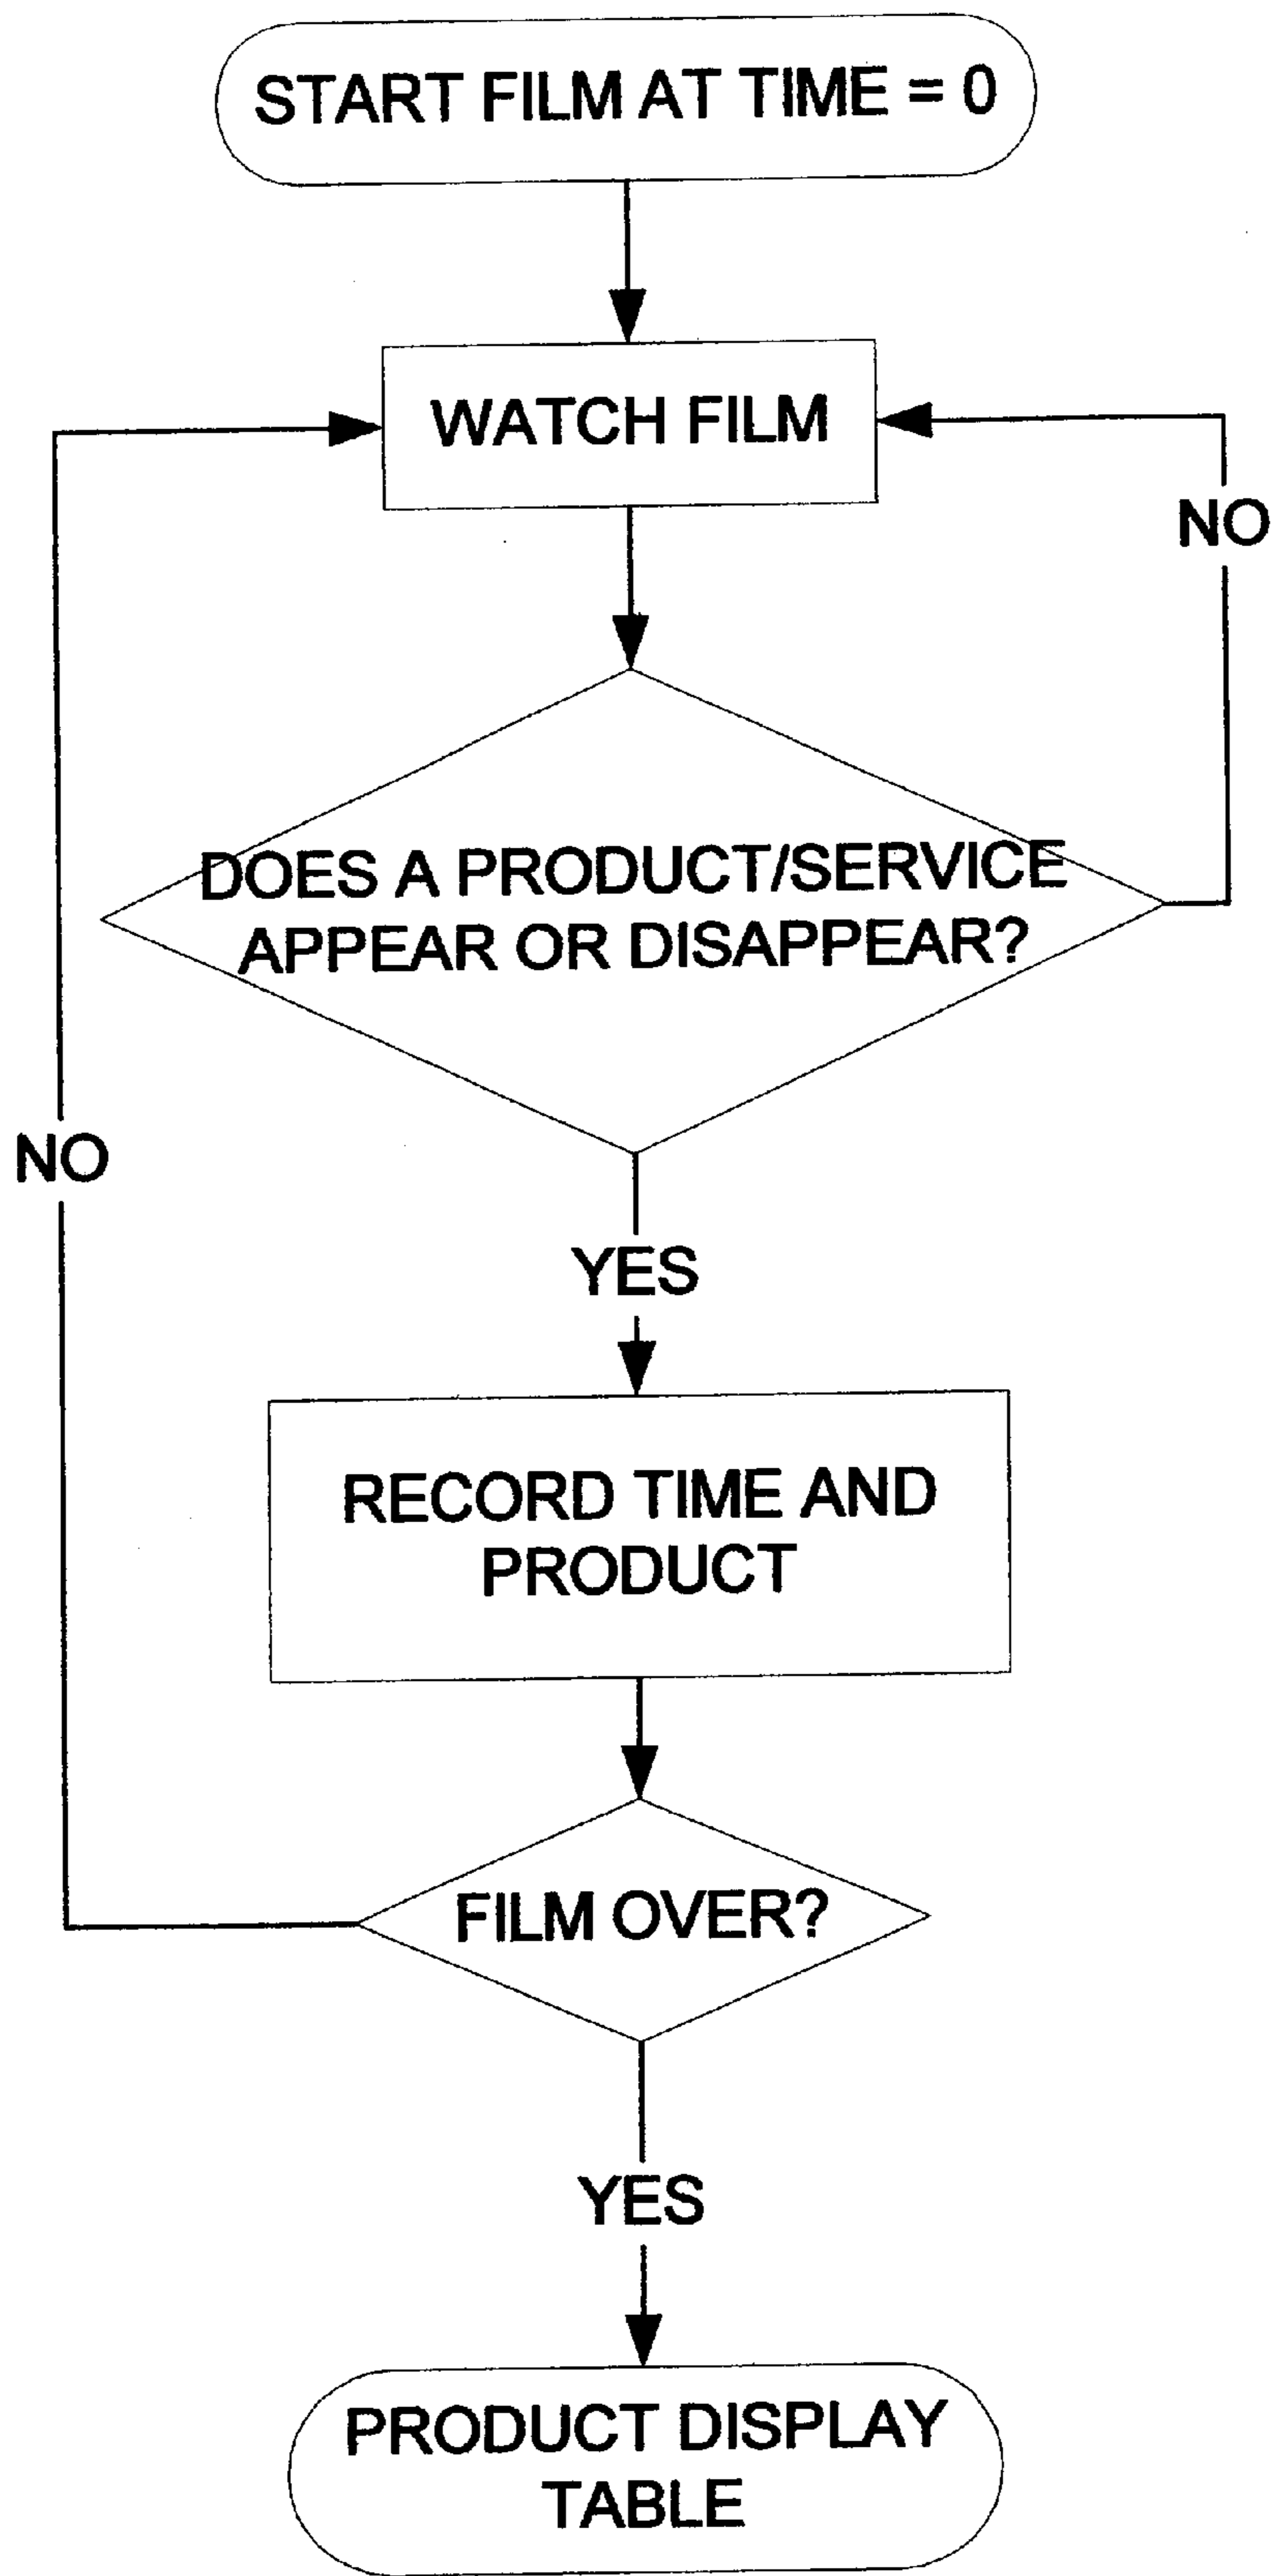 START FILM AT TIME = 0
WATCH FILM
NO
DOES A PRODUCT/SERVICE
APPEAR OR DISAPPEAR?
NO
YES
RECORD TIME AND
PRODUCT
FILM OVER?
YES
PRODUCT DISPLAY
TABLE